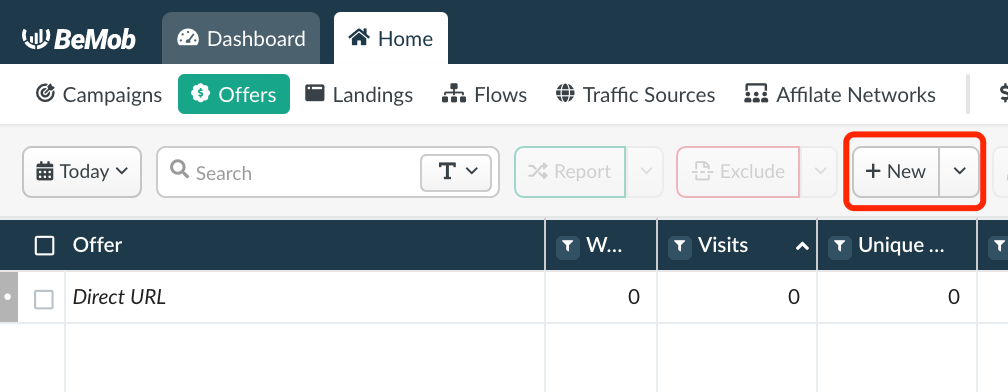 BeMob Dashboard Home
Campaigns Offers Landings Flows Traffic Sources Affilate Networks $
Today Search T Report Exclude + New
Offer W... Visits Unique ...
Direct URL 0 0 0